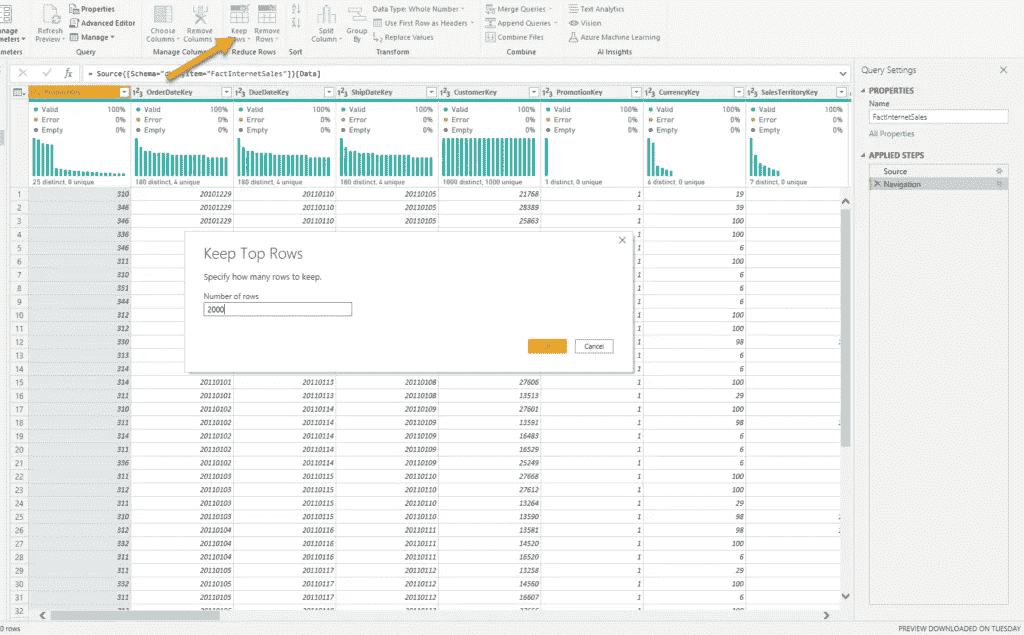 nage
meters
Refresh
Preview
Properties
Advanced Editor
Manage
Choose
Columns
Remove
Columns
Keep
Rows
Remove
Rows
Split
Column
Group
By
Data Type: Whole Number
Use First Row as Headers
Replace Values
Merge Queries
Append Queries
Combine Files
Text Analytics
Vision
Azure Machine Learning
meters Query Manage Colum Reduce Rows Sort Transform Combine AI Insights
fx = Source{[Schema="d Item="FactInternetSales"]}[Data]
ProductKey OrderDateKey DueDateKey ShipDateKey CustomerKey PromotionKey CurrencyKey SalesTerritoryKey
Valid 100% Valid 100% Valid 100% Valid 100% Valid 100% Valid 100% Valid 100% Valid 100%
Error 0% Error 0% Error 0% Error 0% Error 0% Error 0% Error 0% Error 0%
Empty 0% Empty 0% Empty 0% Empty 0% Empty 0% Empty 0% Empty 0% Empty 0%
25 distinct, 0 unique 180 distinct, 4 unique 180 distinct, 4 unique 180 distinct, 4 unique 1000 distinct, 1000 unique 1 distinct, 0 unique 6 distinct, 0 unique 7 distinct, 0 unique
1 310 20101229 20110110 20110105 21768 1 19
2 346 20101229 20110110 20110105 28389 1 39
3 346 20101229 20110110 20110105 25863 1 100
4 336 1 100
5 346 1 6
6 311 1 100
7 310 1 6
8 351 1 6
9 344 1 6
10 312 1 100
11 312 1 100
12 330 1 98
13 313 1 6
14 314 1 6
15 314 20110101 20110113 20110108 27606 1 100
16 311 20110101 20110113 20110108 13513 1 29
17 310 20110102 20110114 20110109 27601 1 100
18 311 20110102 20110114 20110109 13591 1 98
19 314 20110102 20110114 20110109 16483 1 6
20 311 20110102 20110114 20110109 16529 1 6
21 336 20110102 20110114 20110109 25249 1 6
22 311 20110103 20110115 20110110 27668 1 100
23 312 20110103 20110115 20110110 27612 1 100
24 311 20110103 20110115 20110110 13264 1 29
25 310 20110103 20110115 20110110 13590 1 98
26 312 20110104 20110116 20110111 13581 1 98
27 332 20110104 20110116 20110111 14520 1 100
28 311 20110104 20110116 20110111 16520 1 6
29 311 20110105 20110117 20110112 13258 1 29
30 332 20110105 20110117 20110112 14560 1 100
31 311 20110105 20110117 20110112 16607 1 6
32
Keep Top Rows
Specify how many rows to keep.
Number of rows
2000
Cancel
Query Settings
PROPERTIES
Name
FactInternetSales
All Properties
APPLIED STEPS
Source
Navigation
0 rows
PREVIEW DOWNLOADED ON TUESDAY